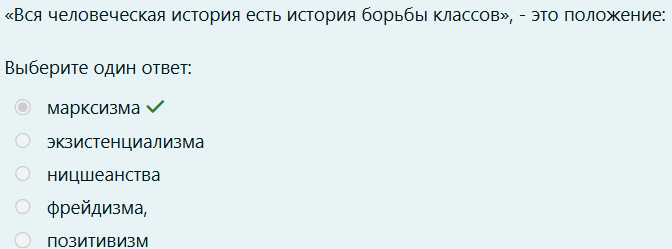 «Вся человеческая история есть история борьбы классов», - это положение:
Выберите один ответ:
марксизма
экзистенциализма
ницшеанства
фрейдизма,
позитивизм